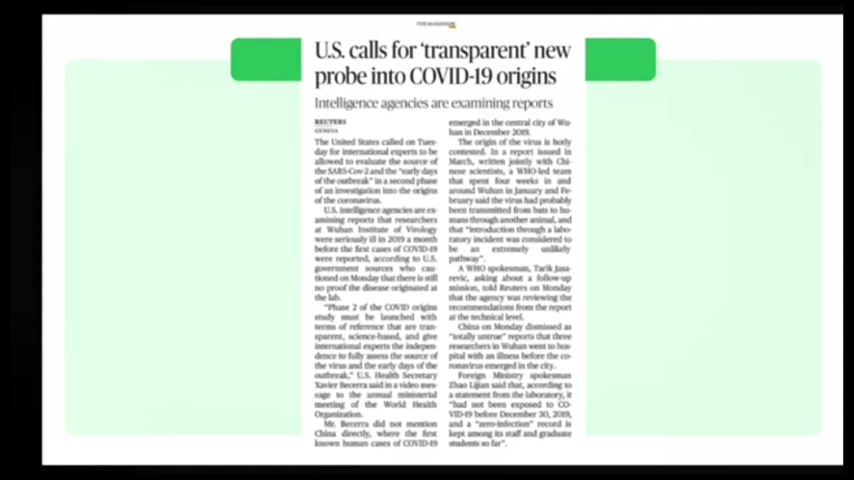 U.S. calls for ‘transparent’ new
probe into COVID-19 origins
Intelligence agencies are examining reports
REUTERS
GENEVA
The United States called on Tues-
day for international experts to be
allowed to evaluate the source of
the SARS-Cov-2 and the “early days
of the outbreak” in a second phase
of an investigation into the origins
of the coronavirus.
U.S. intelligence agencies are ex-
amining reports that researchers
at Wuhan Institute of Virology
were seriously ill in 2019 a month
before the first cases of COVID-19
were reported, according to U.S.
government sources who cau-
tioned on Monday that there is still
no proof the disease originated at
the lab.
“Phase 2 of the COVID origins
study must be launched with
terms of reference that are tran-
sparent, science-based, and give
international experts the indepen-
dence to fully assess the source of
the virus and the early days of the
outbreak,” U.S. Health Secretary
Xavier Becerra said in a video mes-
sage to the annual ministerial
meeting of the World Health
Organization.
Mr. Becerra did not mention
China directly, where the first
known human cases of COVID-19
emerged in the central city of Wu-
han in December 2019.
The origin of the virus is hotly
contested. In a report issued in
March, written jointly with Chi-
nese scientists, a WHO-led team
that spent four weeks in and
around Wuhan in January and Fe-
bruary said the virus had probably
been transmitted from bats to hu-
mans through another animal, and
that “introduction through a labo-
ratory incident was considered to
be an extremely unlikely
pathway”.
A WHO spokesman, Tarik Jasa-
revic, asking about a follow-up
mission, told Reuters on Monday
that the agency was reviewing the
recommendations from the report
at the technical level.
China on Monday dismissed as
“totally untrue” reports that three
researchers in Wuhan went to hos-
pital with an illness before the co-
ronavirus emerged in the city.
Foreign Ministry spokesman
Zhao Lijian said that, according to
a statement from the laboratory, it
“had not been exposed to CO-
VID-19 before December 30, 2019,
and a “zero-infection” record is
kept among its staff and graduate
students so far”.